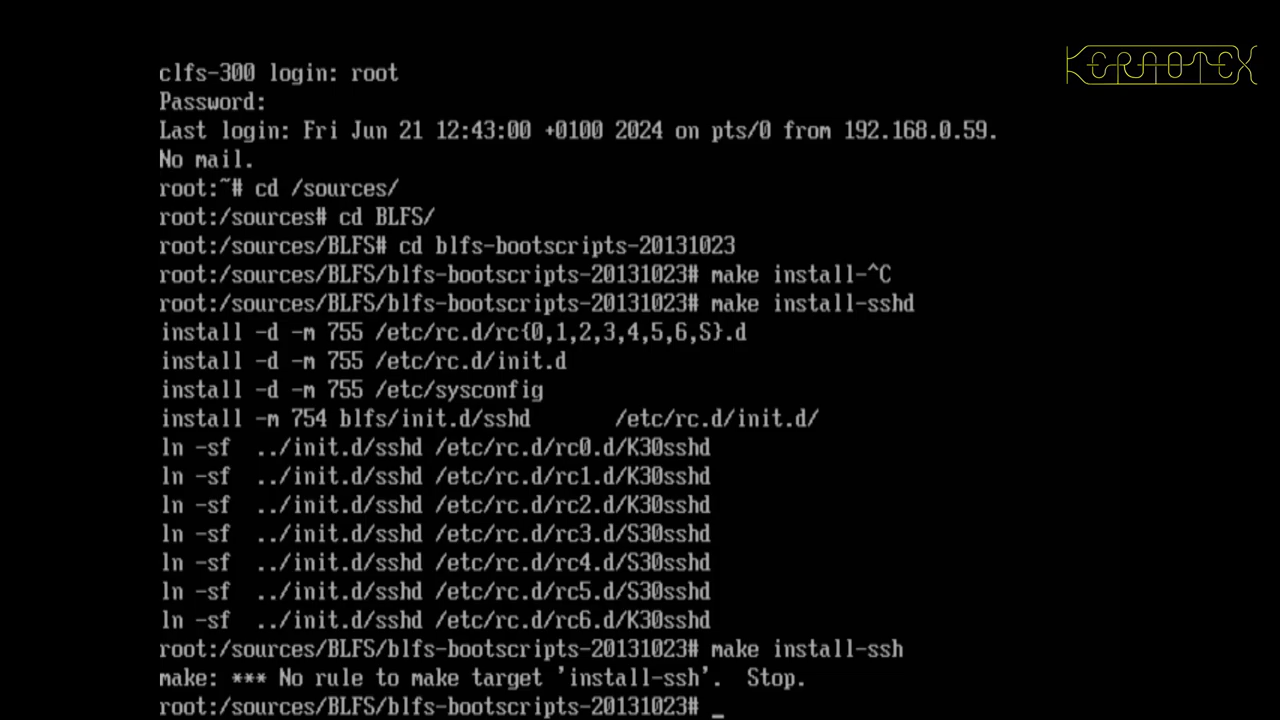 KERNOTEX
clfs-300 login: root
Password:
Last login: Fri Jun 21 12:43:00 +0100 2024 on pts/0 from 192.168.0.59.
No mail.
root:~# cd /sources/
root:/sources# cd BLFS/
root:/sources/BLFS# cd blfs-bootscripts-20131023
root:/sources/BLFS/blfs-bootscripts-20131023# make install-^C
root:/sources/BLFS/blfs-bootscripts-20131023# make install-sshd
install -d -m 755 /etc/rc.d/rc{0,1,2,3,4,5,6,S}.d
install -d -m 755 /etc/rc.d/init.d
install -d -m 755 /etc/sysconfig
install -m 754 blfs/init.d/sshd       /etc/rc.d/init.d/
ln -sf  ../init.d/sshd /etc/rc.d/rc0.d/K30sshd
ln -sf  ../init.d/sshd /etc/rc.d/rc1.d/K30sshd
ln -sf  ../init.d/sshd /etc/rc.d/rc2.d/K30sshd
ln -sf  ../init.d/sshd /etc/rc.d/rc3.d/S30sshd
ln -sf  ../init.d/sshd /etc/rc.d/rc4.d/S30sshd
ln -sf  ../init.d/sshd /etc/rc.d/rc5.d/S30sshd
ln -sf  ../init.d/sshd /etc/rc.d/rc6.d/K30sshd
root:/sources/BLFS/blfs-bootscripts-20131023# make install-ssh
make: *** No rule to make target 'install-ssh'.  Stop.
root:/sources/BLFS/blfs-bootscripts-20131023# _